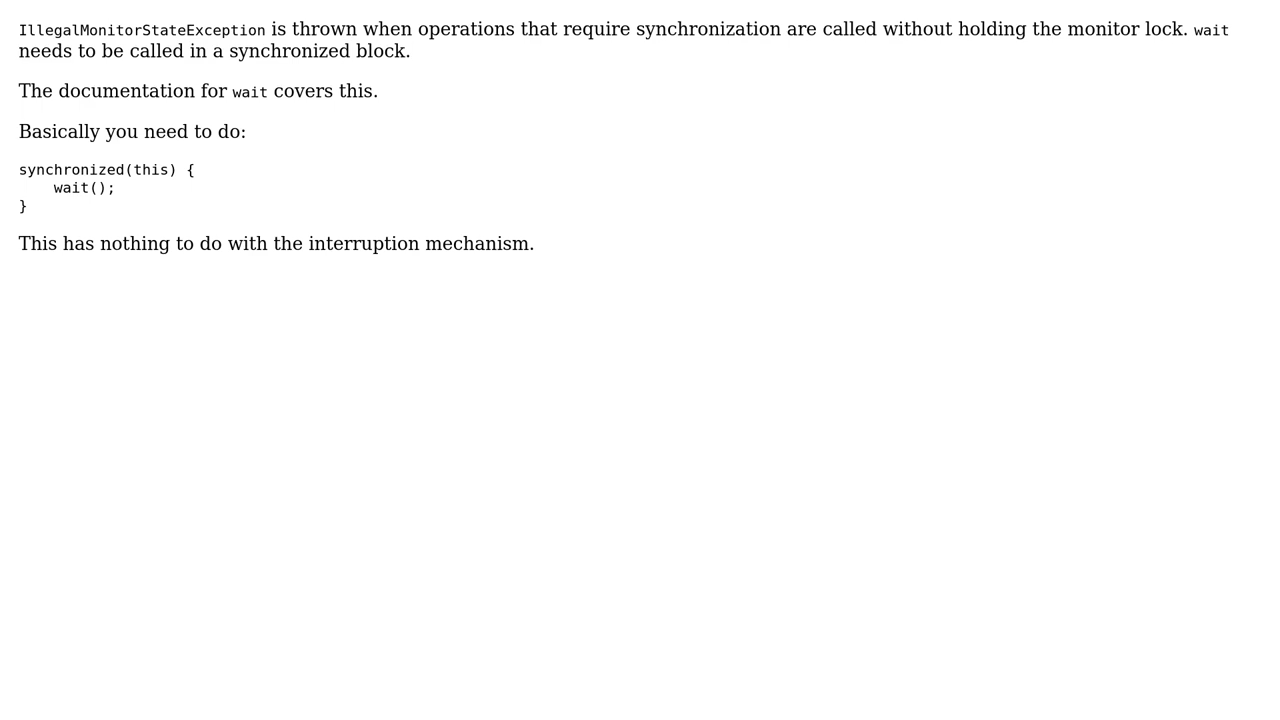 IllegalMonitorStateException is thrown when operations that require synchronization are called without holding the monitor lock. wait
needs to be called in a synchronized block.
The documentation for wait covers this.
Basically you need to do:
synchronized(this) {
    wait();
}
This has nothing to do with the interruption mechanism.